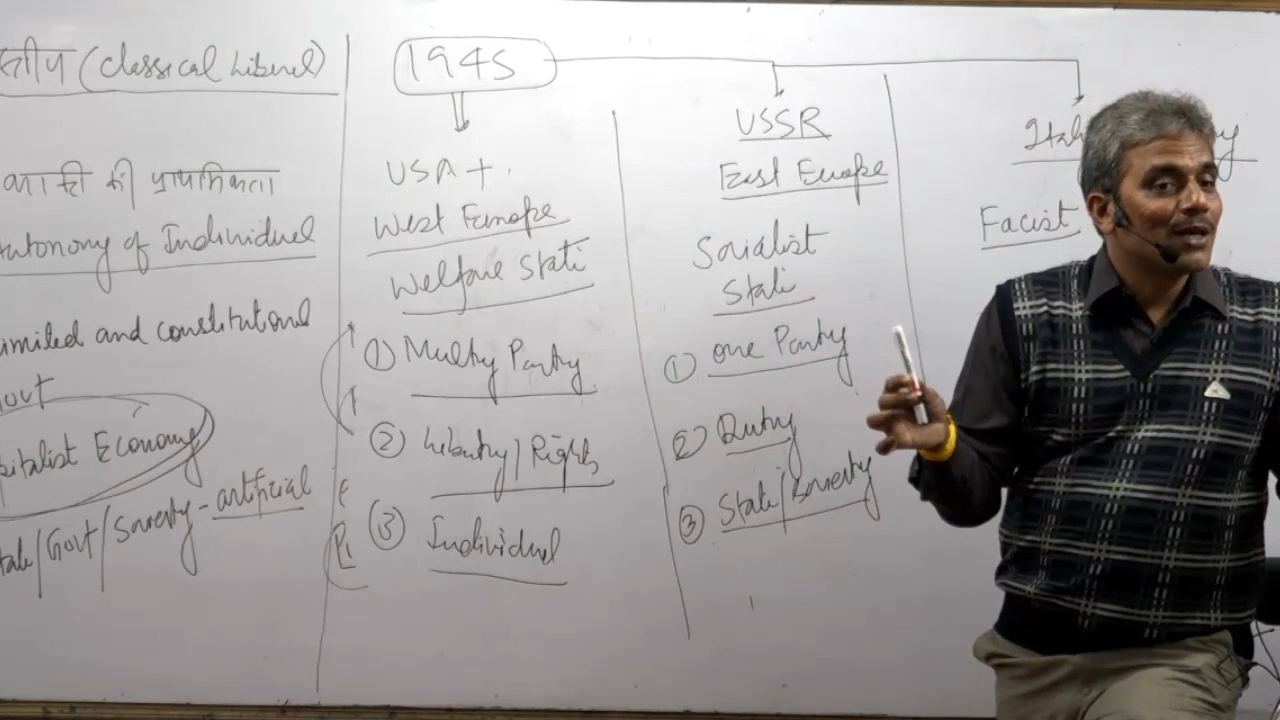 (Classical Liberal)
Autonomy of Individual
Limited and constitutional
Govt
Capitalist Economy
State/Govt/Society - artificial
1945
USA +
West Europe
Welfare State
① Multy Party
② Liberty/Rights
③ Individual
USSR
East Europe
Socialist
State
① One Party
② Duty
③ State/Society
Facist